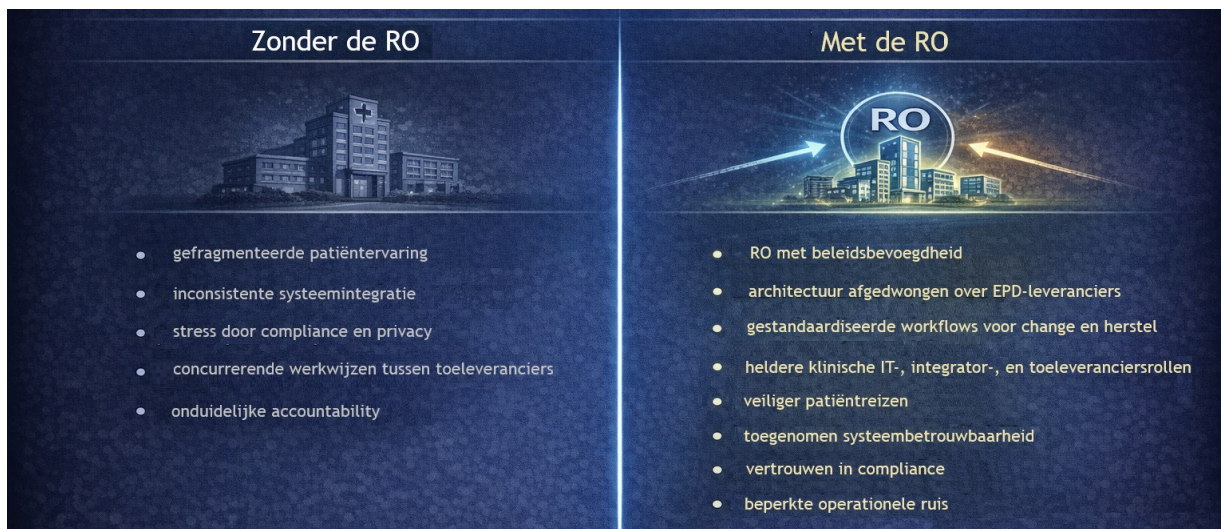 Zonder de RO
gefragmenteerde patiëntervaring
inconsistente systeemintegratie
stress door compliance en privacy
concurrerende werkwijzen tussen toeleveranciers
onduidelijke accountability
Met de RO
RO
RO met beleidsbevoegdheid
architectuur afgedwongen over EPD-leveranciers
gestandaardiseerde workflows voor change en herstel
heldere klinische IT-, integrator-, en toeleveranciersrollen
veiliger patiëntreizen
toegenomen systeembetrouwbaarheid
vertrouwen in compliance
beperkte operationele ruis